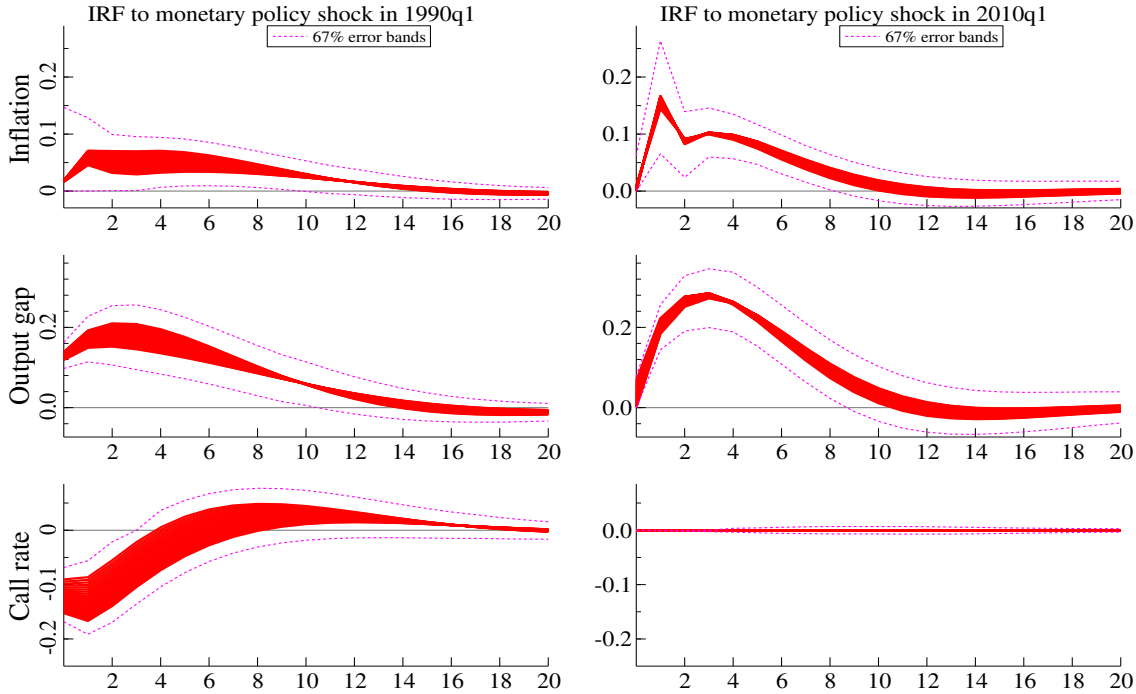 IRF to monetary policy shock in 1990q1
IRF to monetary policy shock in 2010q1
67% error bands
67% error bands
Inflation
0.2
0.1
0
2 4 6 8 10 12 14 16 18 20
0.2
0.1
0.0
2 4 6 8 10 12 14 16 18 20
Output gap
0.2
0.0
2 4 6 8 10 12 14 16 18 20
0.2
0.0
2 4 6 8 10 12 14 16 18 20
Call rate
0
-0.1
-0.2
2 4 6 8 10 12 14 16 18 20
0.0
-0.1
-0.2
2 4 6 8 10 12 14 16 18 20